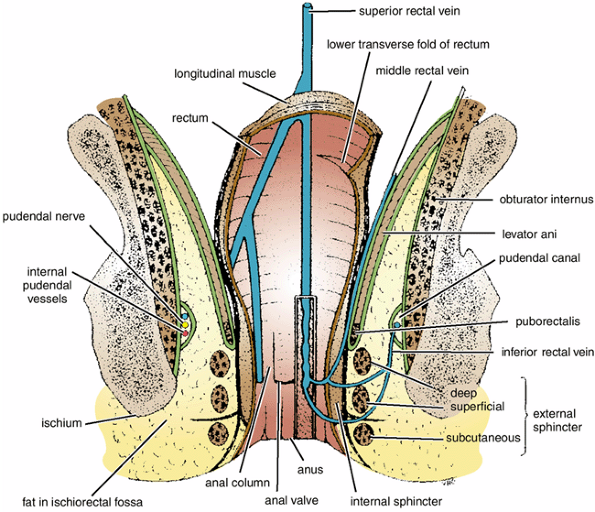 superior rectal vein
lower transverse fold of rectum
longitudinal muscle
middle rectal vein
rectum
obturator internus
pudendal nerve
levator ani
pudendal canal
internal
pudendal
vessels
puborectalis
inferior rectal vein
deep
superficial
external
sphincter
ischium
subcutaneous
anus
anal column
fat in ischiorectal fossa
anal valve
internal sphincter